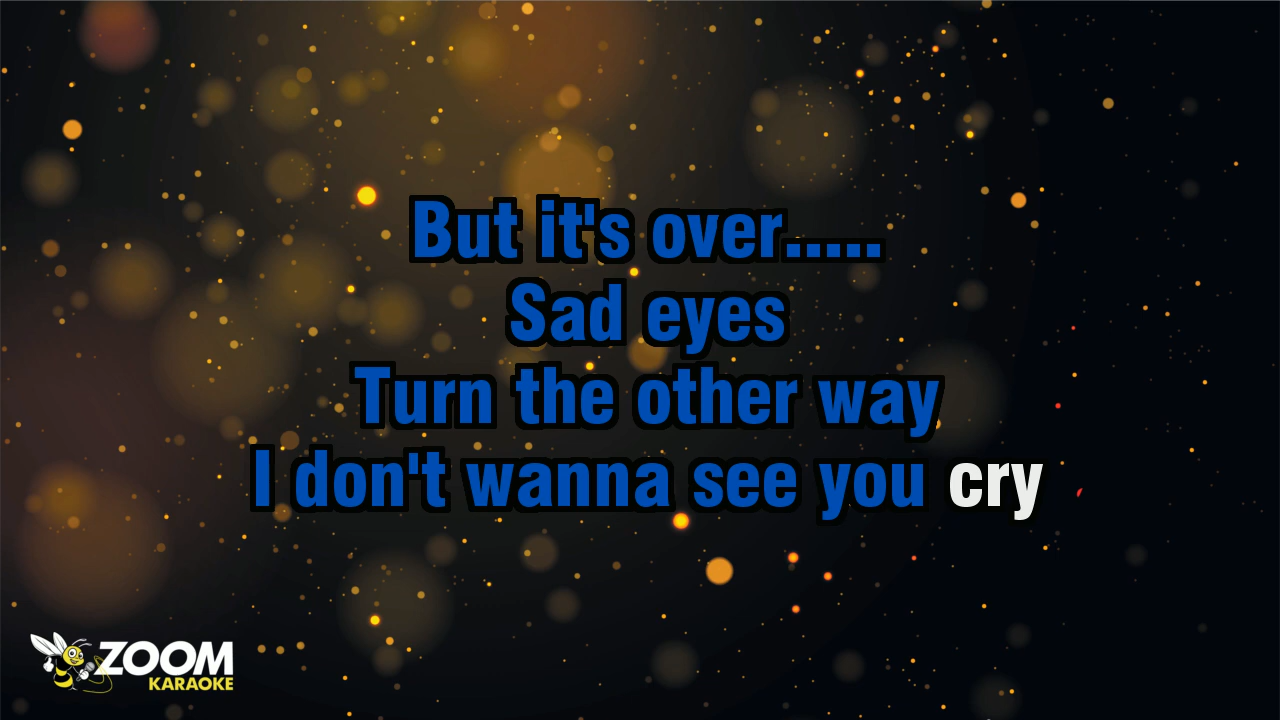 But it's over.....
Sad eyes
Turn the other way
I don't wanna see you cry
ZOOM
KARAOKE